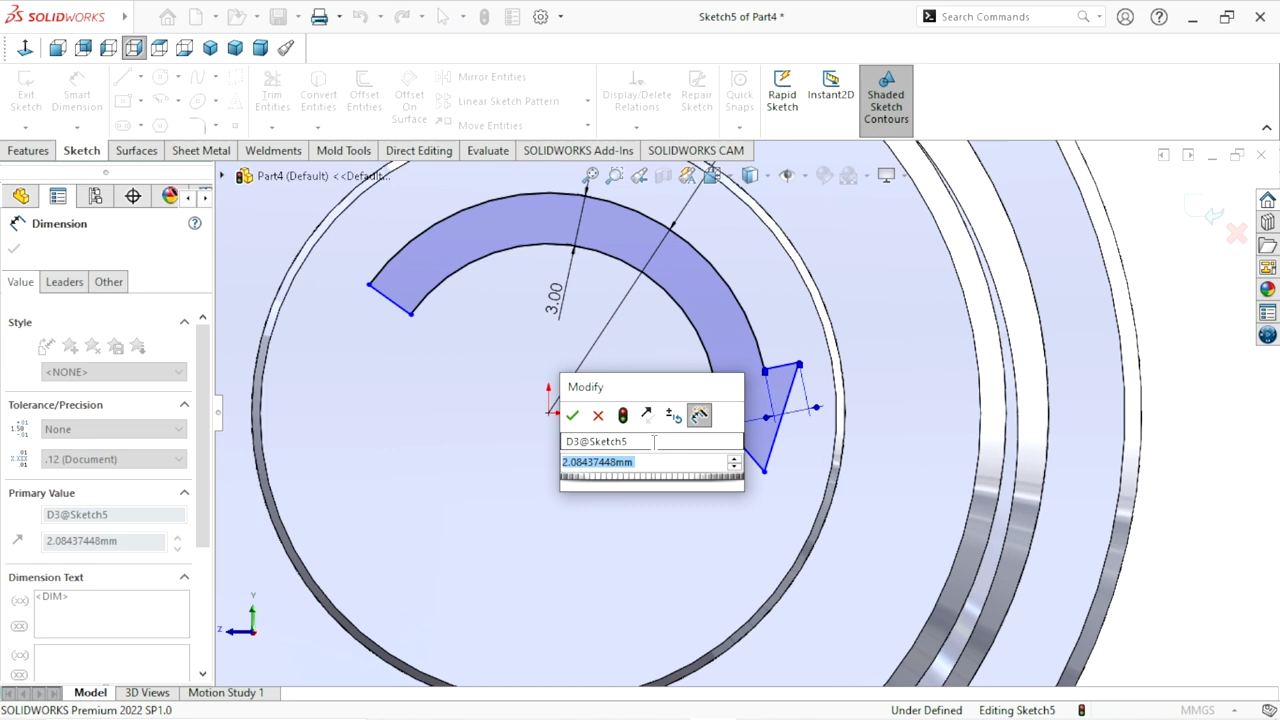 SOLIDWORKS
Sketch5 of Part4 *
Search Commands
Exit Sketch
Smart Dimension
Trim Entities
Convert Entities
Offset Entities
Offset On Surface
Mirror Entities
Linear Sketch Pattern
Move Entities
Display/Delete Relations
Repair Sketch
Quick Snaps
Rapid Sketch
Instant2D
Shaded Sketch Contours
Features
Sketch
Surfaces
Sheet Metal
Weldments
Mold Tools
Direct Editing
Evaluate
SOLIDWORKS Add-Ins
SOLIDWORKS CAM
Part4 (Default) <<Default...
Dimension
Value
Leaders
Other
Style
<NONE>
Tolerance/Precision
None
.12 (Document)
Primary Value
D3@Sketch5
2.08437448mm
Dimension Text
<DIM>
3.00
Modify
D3@Sketch5
2.08437448mm
Y
Z
Model
3D Views
Motion Study 1
SOLIDWORKS Premium 2022 SP1.0
Under Defined
Editing Sketch5
MMGS